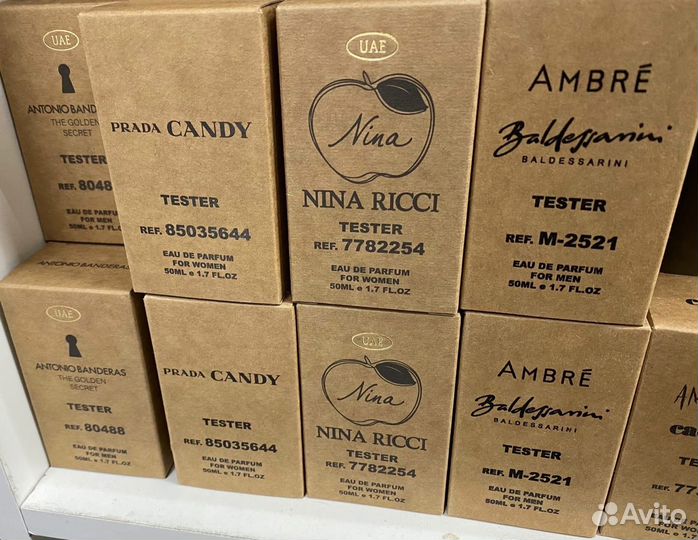 UAE
ANTONIO BANDERAS
THE GOLDEN
SECRET
TESTER
REF. 80488
EAU DE PARFUM
FOR MEN
PRADA CANDY
TESTER
REF. 85035644
EAU DE PARFUM
FOR WOMEN
50ML e 1.7 FL.OZ
UAE
Nina
NINA RICCI
TESTER
REF. 7782254
EAU DE PARFUM
FOR WOMEN
50ML e 1.7 FL.OZ
AMBRÉ
Baldessarini
BALDESSARINI
TESTER
REF. M-2521
EAU DE PARFUM
FOR MEN
50ML e 1.7 FL.OZ
ANTONIO BANDERAS
UAE
ANTONIO BANDERAS
THE GOLDEN
SECRET
TESTER
REF. 80488
EAU DE PARFUM
FOR MEN
50ML e 1.7 FL.OZ
PRADA CANDY
TESTER
REF. 85035644
EAU DE PARFUM
FOR WOMEN
50ML e 1.7 FL.OZ
UAE
Nina
NINA RICCI
TESTER
REF. 7782254
EAU DE PARFUM
FOR WOMEN
50ML e 1.7 FL.OZ
AMBRÉ
Baldessarini
BALDESSARINI
TESTER
REF. M-2521
EAU DE PARFUM
FOR MEN
50ML e 1.7 FL.OZ
Avito